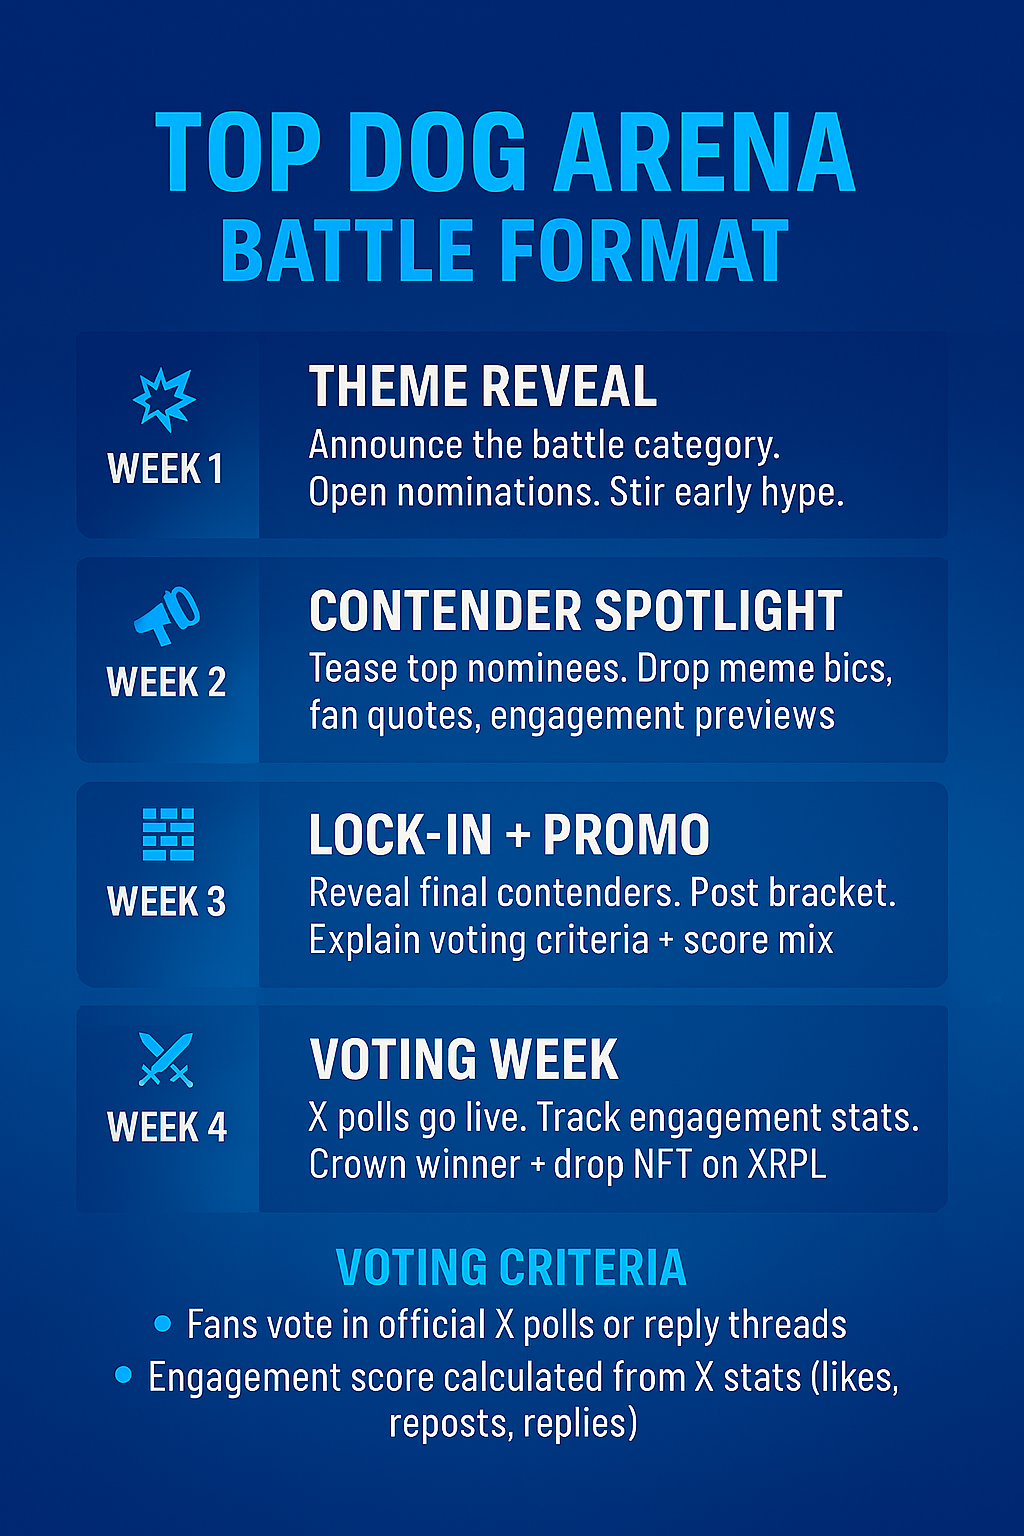 TOP DOG ARENA
BATTLE FORMAT
WEEK 1
THEME REVEAL
Announce the battle category.
Open nominations. Stir early hype.
WEEK 2
CONTENDER SPOTLIGHT
Tease top nominees. Drop meme bics,
fan quotes, engagement previews
WEEK 3
LOCK-IN + PROMO
Reveal final contenders. Post bracket.
Explain voting criteria + score mix
WEEK 4
VOTING WEEK
X polls go live. Track engagement stats.
Crown winner + drop NFT on XRPL
VOTING CRITERIA
• Fans vote in official X polls or reply threads
• Engagement score calculated from X stats (likes,
reposts, replies)